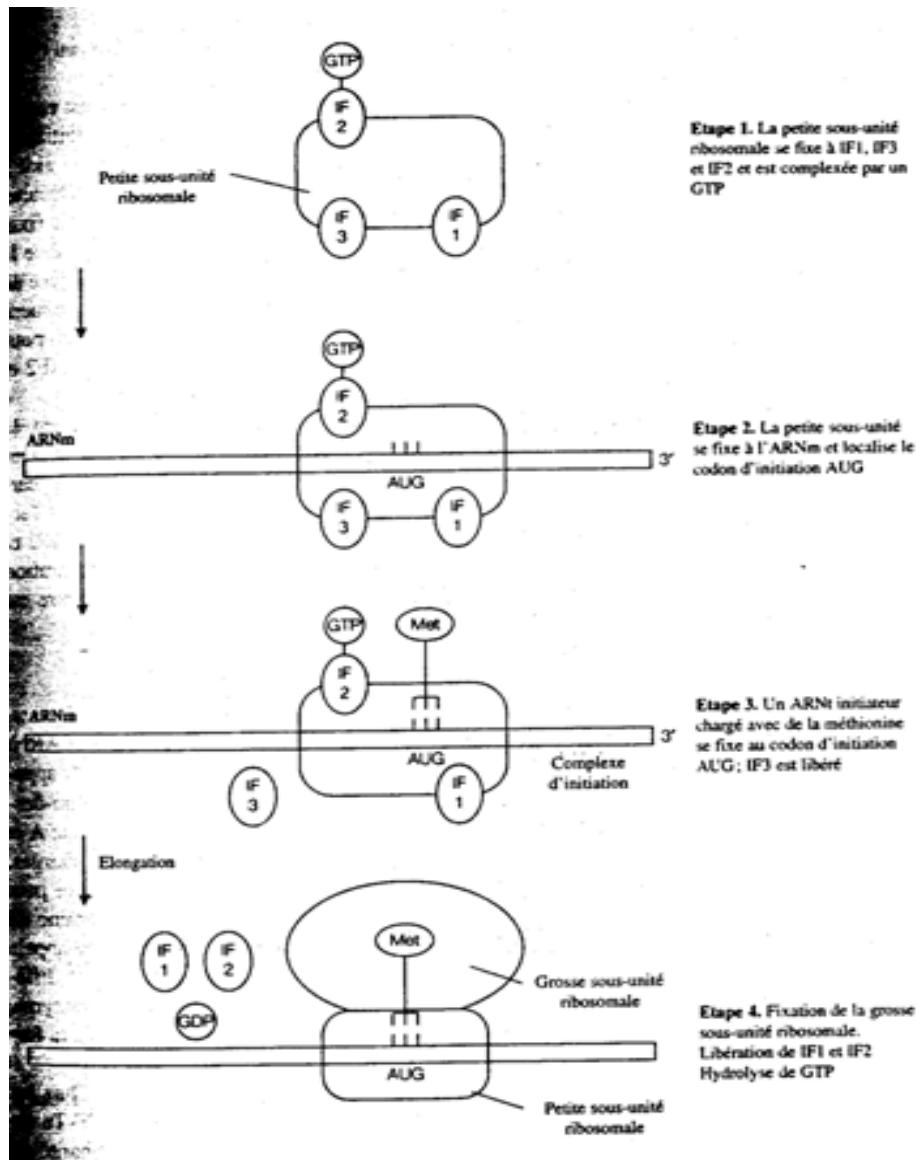 GTP
IF
2
Petite sous-unité
ribosomale
IF
3
IF
1
Etape 1. La petite sous-unité
ribosomale se fixe à IF1, IF3
et IF2 et est complexée par un
GTP
GTP
IF
2
ARNm
3'
AUG
IF
3
IF
1
Etape 2. La petite sous-unité
se fixe à l'ARNm et localise le
codon d'initiation AUG
GTP
Met
IF
2
ARNm
3'
AUG
Complexe
d'initiation
IF
3
IF
1
Etape 3. Un ARNt initiateur
chargé avec de la méthionine
se fixe au codon d'initiation
AUG; IF3 est libéré
Elongation
IF
1
IF
2
GDP
Met
Grosse sous-unité
ribosomale
AUG
Petite sous-unité
ribosomale
Etape 4. Fixation de la grosse
sous-unité ribosomale.
Libération de IF1 et IF2
Hydrolyse de GTP